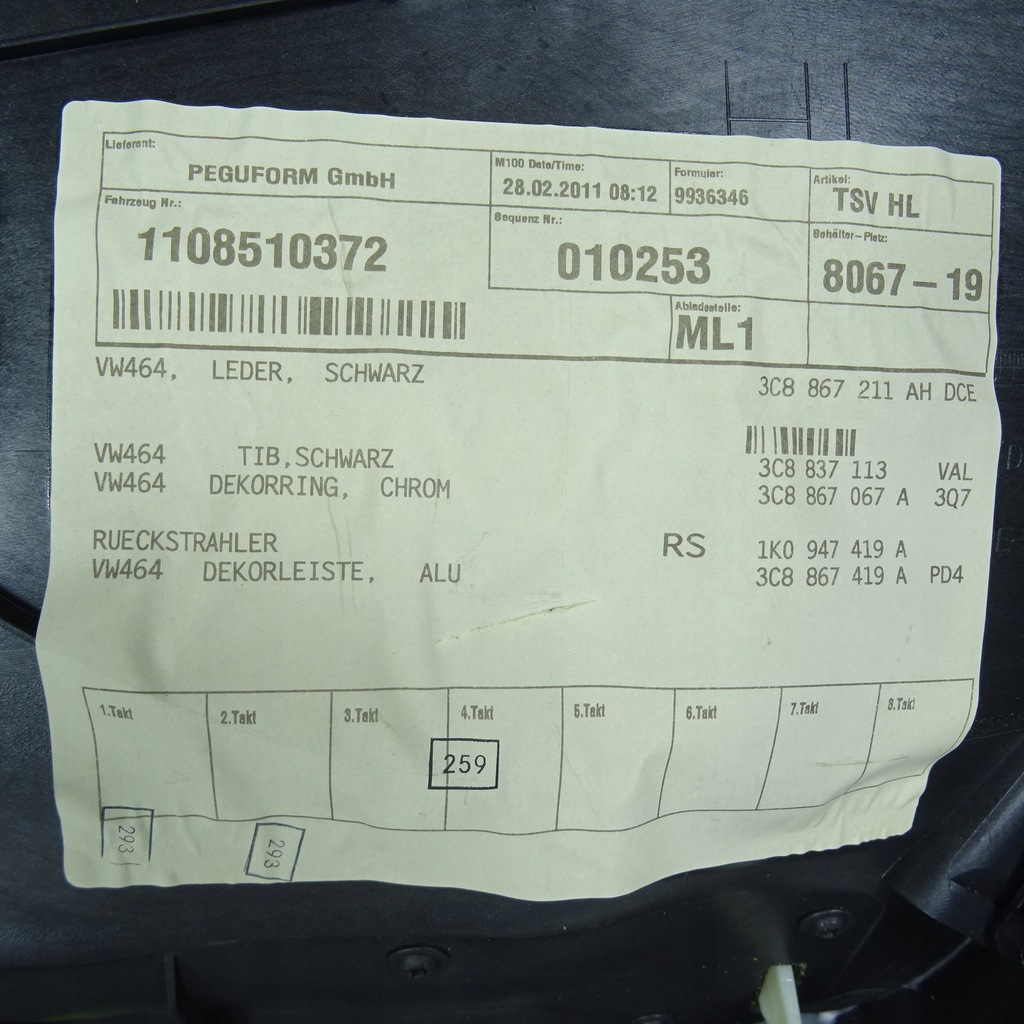 Lieferant:
PEGUFORM GmbH
M100 Date/Time:
28.02.2011 08:12
Formular:
9936346
Artikel:
TSV HL
Fahrzeug Nr.:
1108510372
Sequenz Nr.:
010253
Behälter-Platz:
8067-19
Abladestelle:
ML1
VW464, LEDER, SCHWARZ 3C8 867 211 AH DCE
VW464 TIB,SCHWARZ 3C8 837 113 VAL
VW464 DEKORRING, CHROM 3C8 867 067 A 3Q7
RUECKSTRAHLER RS 1K0 947 419 A
VW464 DEKORLEISTE, ALU 3C8 867 419 A PD4
1.Takt 2.Takt 3.Takt 4.Takt 5.Takt 6.Takt 7.Takt 8.Takt
259
293
293